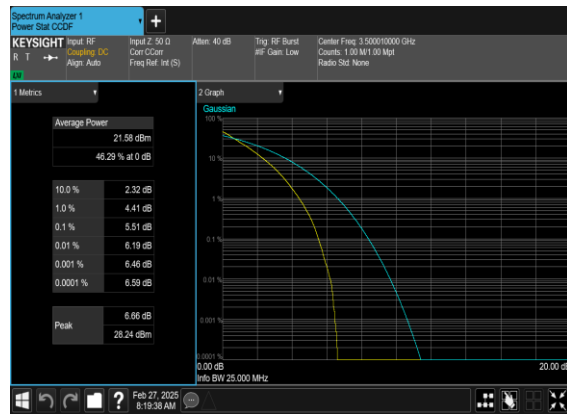 Spectrum Analyzer 1
Power Stat CCDF
KEYSIGHT
R T
LXI
Input: RF
Coupling: DC
Align: Auto
Input Z: 50 Ω
Corr CCorr
Freq Ref: Int (S)
Atten: 40 dB
Trig: RF Burst
#IF Gain: Low
Center Freq: 3.500010000 GHz
Counts: 1.00 M/1.00 Mpt
Radio Std: None
1 Metrics
Average Power
21.58 dBm
46.29 % at 0 dB
10.0 % 2.32 dB
1.0 % 4.41 dB
0.1 % 5.51 dB
0.01 % 6.19 dB
0.001 % 6.46 dB
0.0001 % 6.59 dB
Peak 6.66 dB
28.24 dBm
2 Graph
Gaussian
100 %
10 %
1 %
0.1 %
0.01 %
0.001 %
0.0001 %
0.00 dB
20.00 dB
Info BW 25.000 MHz
Feb 27, 2025
8:19:38 AM